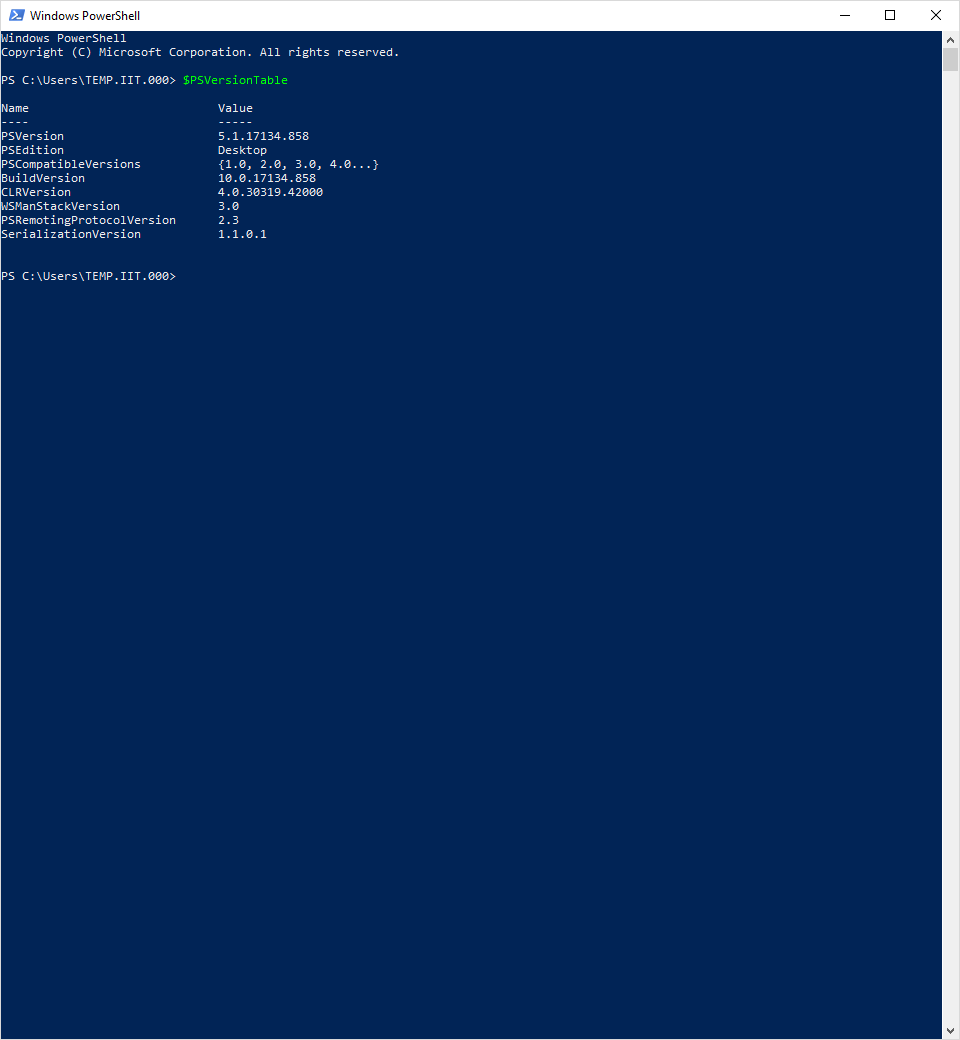 Windows PowerShell
Windows PowerShell
Copyright (C) Microsoft Corporation. All rights reserved.
PS C:\Users\TEMP.IIT.000> $PSVersionTable
Name                           Value
----                           -----
PSVersion                      5.1.17134.858
PSEdition                      Desktop
PSCompatibleVersions           {1.0, 2.0, 3.0, 4.0...}
BuildVersion                   10.0.17134.858
CLRVersion                     4.0.30319.42000
WSManStackVersion              3.0
PSRemotingProtocolVersion      2.3
SerializationVersion           1.1.0.1
PS C:\Users\TEMP.IIT.000>